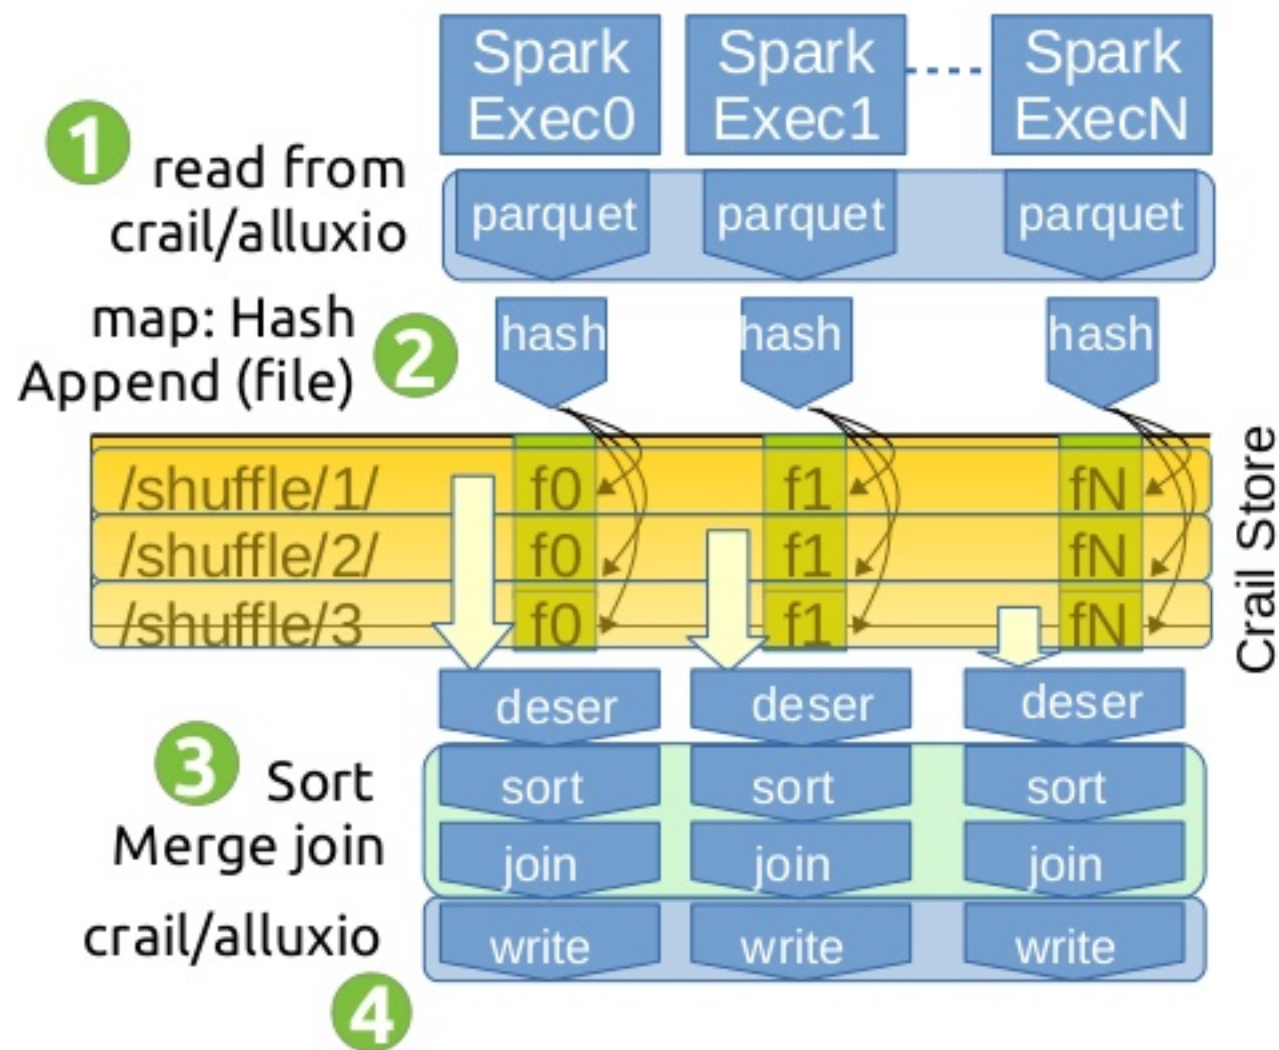 Spark Exec0
Spark Exec1
Spark ExecN
1
read from
crail/alluxio
parquet parquet parquet
map: Hash
Append (file)
2
hash hash hash
/shuffle/1/ f0 f1 fN
/shuffle/2/ f0 f1 fN
/shuffle/3 f0 f1 fN
Crail Store
deser deser deser
3
Sort
Merge join
sort sort sort
join join join
crail/alluxio
write write write
4